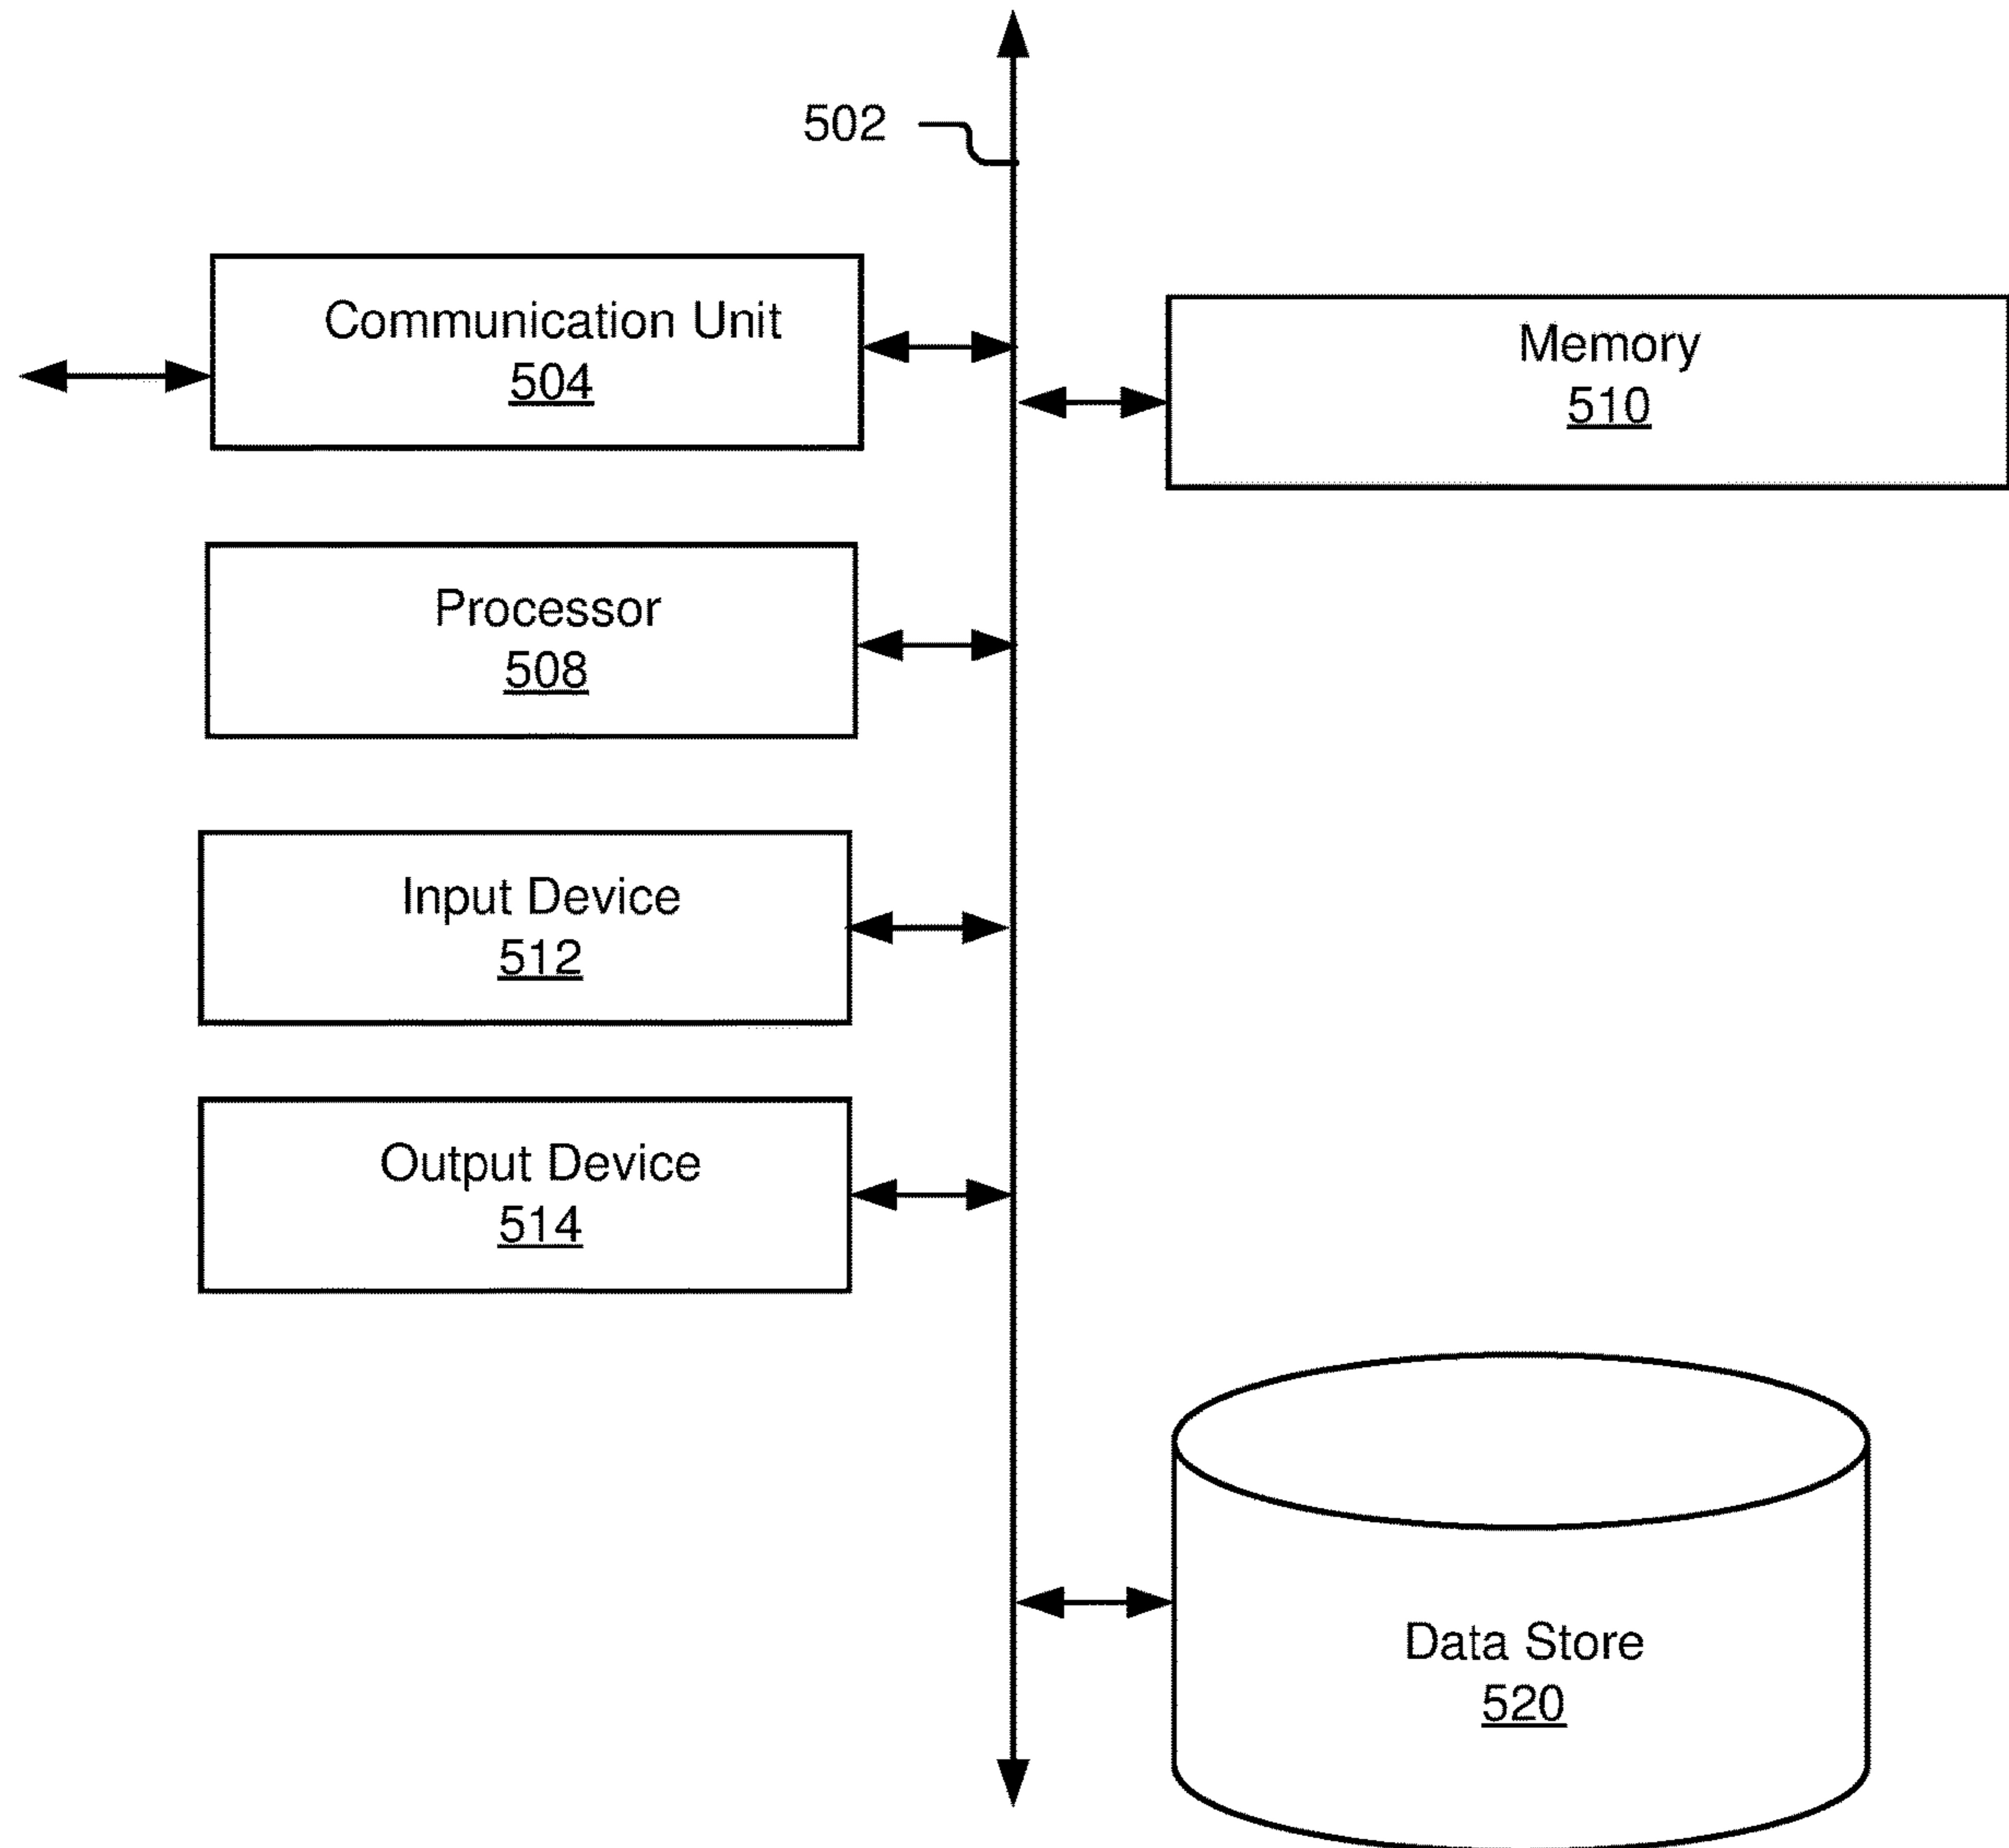 502
Communication Unit
504
Memory
510
Processor
508
Input Device
512
Output Device
514
Data Store
520